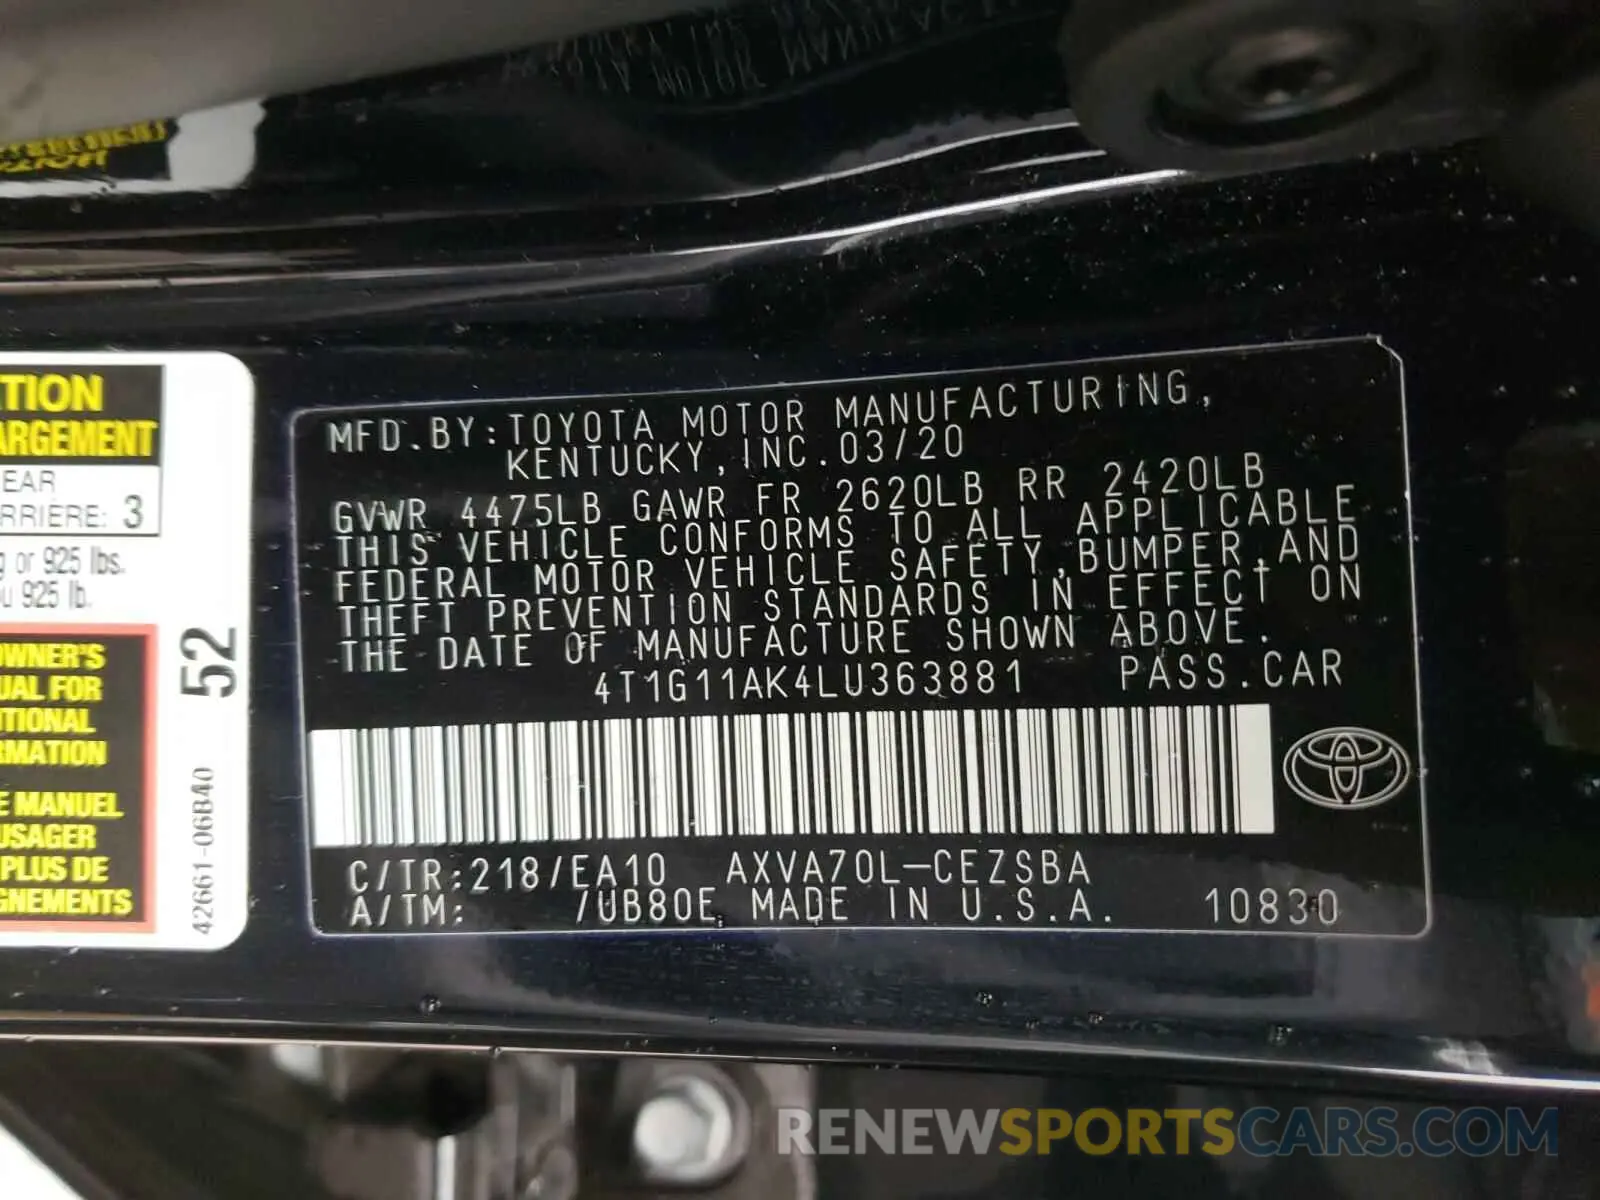 MFD.BY:TOYOTA MOTOR MANUFACTURING,
KENTUCKY,INC.03/20
GVWR 4475LB GAWR FR 2620LB RR 2420LB
THIS VEHICLE CONFORMS TO ALL APPLICABLE
FEDERAL MOTOR VEHICLE SAFETY,BUMPER,AND
THEFT PREVENTION STANDARDS IN EFFECT ON
THE DATE OF MANUFACTURE SHOWN ABOVE.
4T1G11AK4LU363881 PASS.CAR
C/TR:218/EA10 AXVA70L-CEZSBA
A/TM: /UB80E MADE IN U.S.A. 10830
TION
ARGEMENT
EAR
RRIÈRE: 3
g or 925 lbs.
u 925 lb.
OWNER'S
UAL FOR
ITIONAL
RMATION
E MANUEL
USAGER
PLUS DE
GNEMENTS
52
42661-06B40
RENEWSPORTSCARS.COM